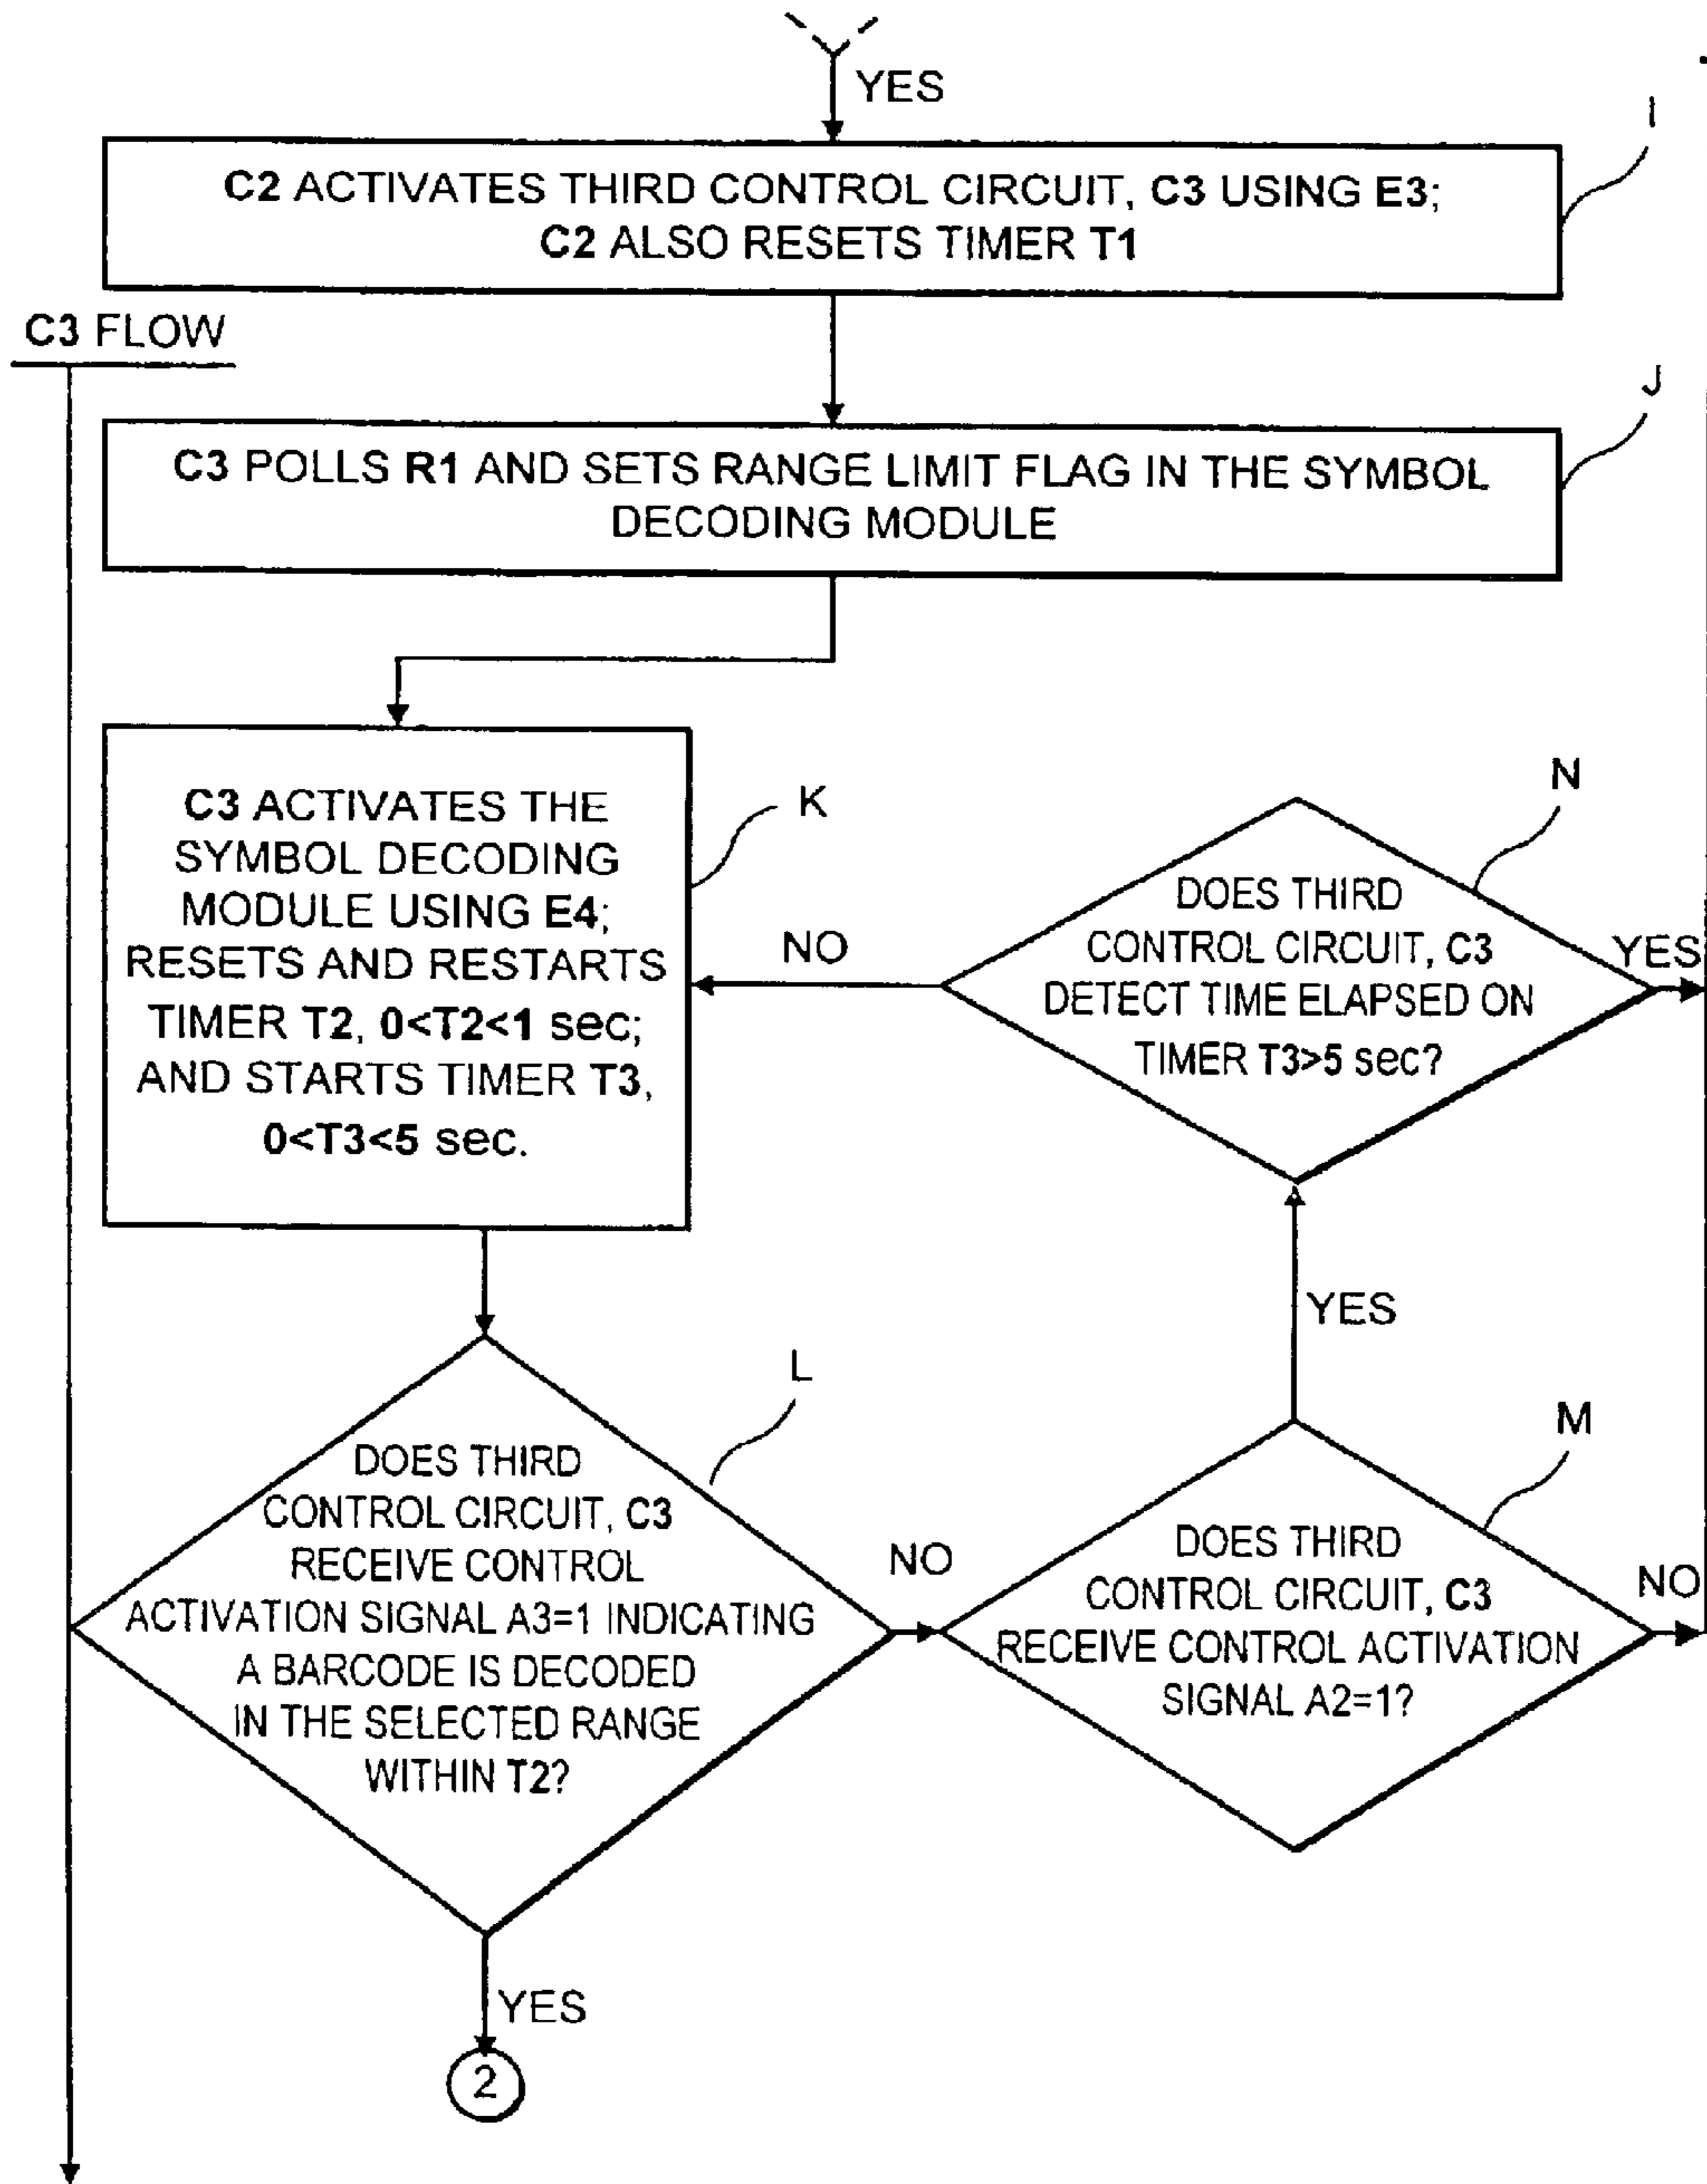 YES
I
C2 ACTIVATES THIRD CONTROL CIRCUIT, C3 USING E3;
C2 ALSO RESETS TIMER T1
C3 FLOW
J
C3 POLLS R1 AND SETS RANGE LIMIT FLAG IN THE SYMBOL
DECODING MODULE
K
C3 ACTIVATES THE
SYMBOL DECODING
MODULE USING E4;
RESETS AND RESTARTS
TIMER T2, 0<T2<1 sec;
AND STARTS TIMER T3,
0<T3<5 sec.
N
DOES THIRD
CONTROL CIRCUIT, C3
DETECT TIME ELAPSED ON
TIMER T3>5 sec?
NO
YES
YES
L
DOES THIRD
CONTROL CIRCUIT, C3
RECEIVE CONTROL
ACTIVATION SIGNAL A3=1 INDICATING
A BARCODE IS DECODED
IN THE SELECTED RANGE
WITHIN T2?
NO
M
DOES THIRD
CONTROL CIRCUIT, C3
RECEIVE CONTROL ACTIVATION
SIGNAL A2=1?
NO
YES
2